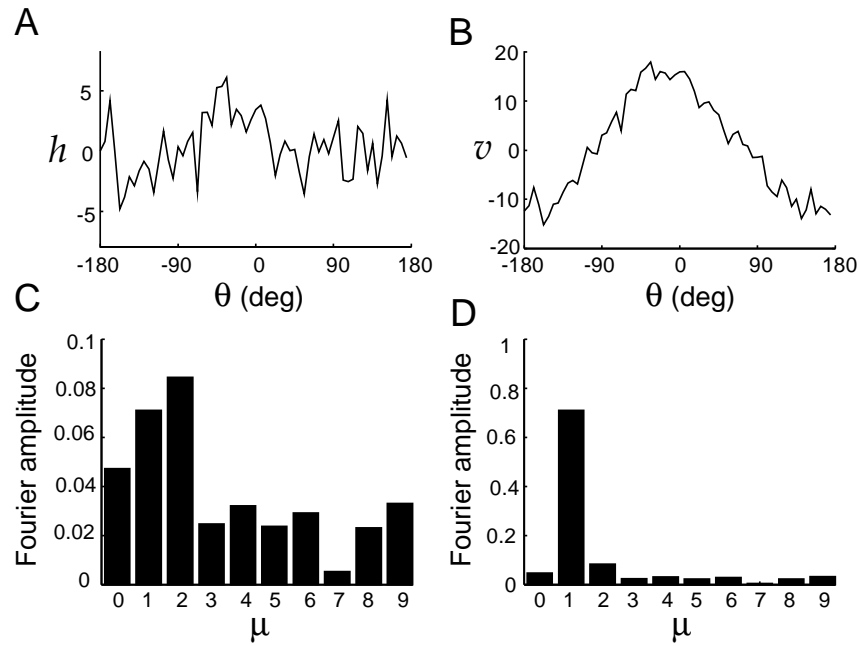 A
B
h
5
0
-5
-180
-90
0
90
180
θ (deg)
v
20
10
0
-10
-20
-180
-90
0
90
180
θ (deg)
C
D
Fourier amplitude
0.1
0.08
0.06
0.04
0.02
0
0 1 2 3 4 5 6 7 8 9
μ
Fourier amplitude
1
0.8
0.6
0.4
0.2
0
0 1 2 3 4 5 6 7 8 9
μ